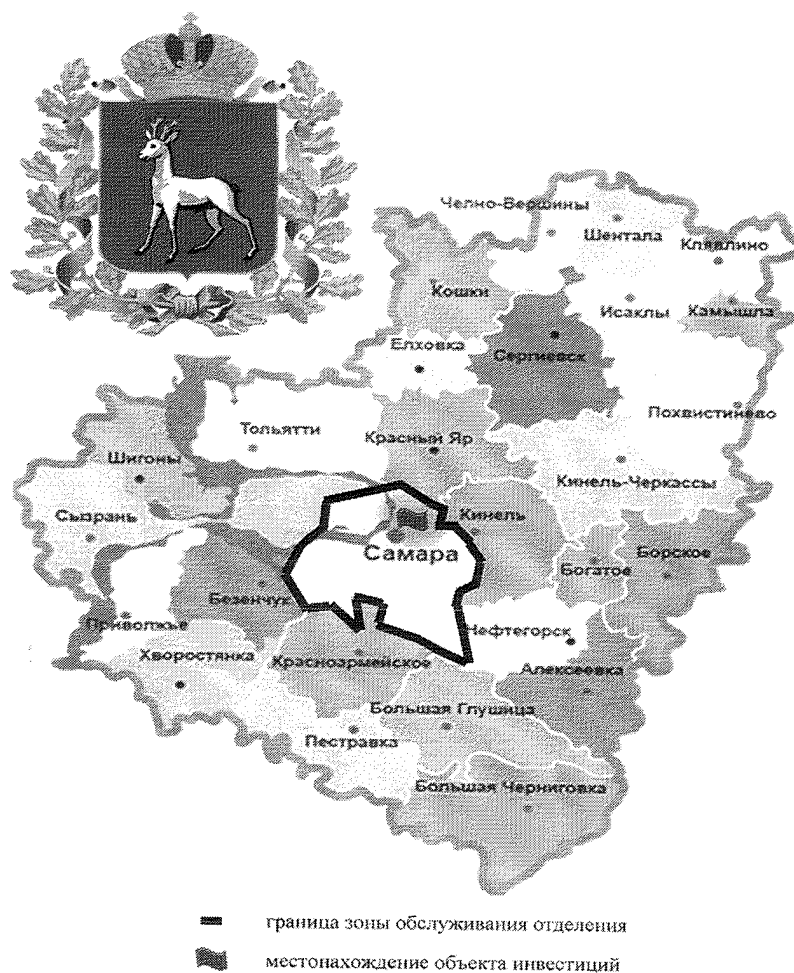 Челно-Вершины
Шентала
Клявлино
Кошки
Исаклы
Камышла
Елховка
Сергиевск
Похвистинево
Тольятти
Красный Яр
Шигоны
Кинель-Черкассы
Сызрань
Кинель
Самара
Борское
Богатое
Безенчук
Приволжье
Нефтегорск
Хворостянка
Красноармейское
Алексеевка
Большая Глушица
Пестравка
Большая Черниговка
граница зоны обслуживания отделения
местонахождение объекта инвестиций